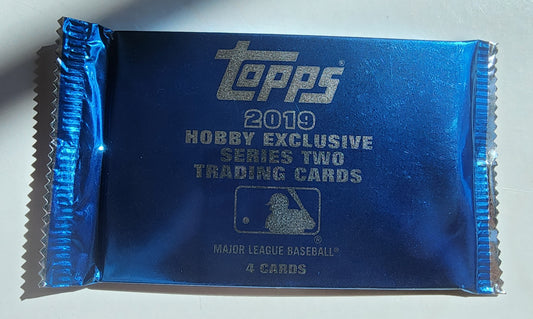 Topps®
2019
HOBBY EXCLUSIVE
SERIES TWO
TRADING CARDS
®
MAJOR LEAGUE BASEBALL®
4 CARDS